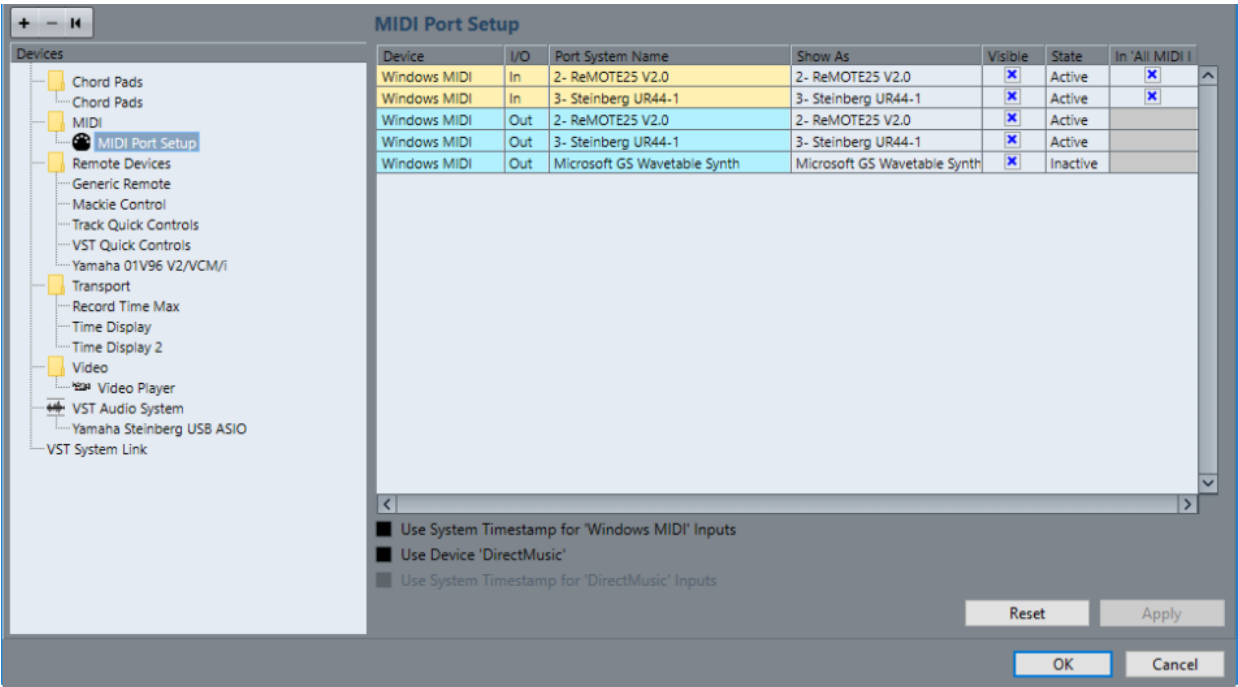 MIDI Port Setup
Devices
Chord Pads
Chord Pads
MIDI
MIDI Port Setup
Remote Devices
Generic Remote
Mackie Control
Track Quick Controls
VST Quick Controls
Yamaha 01V96 V2/VCM/i
Transport
Record Time Max
Time Display
Time Display 2
Video
Video Player
VST Audio System
Yamaha Steinberg USB ASIO
VST System Link
Device I/O Port System Name Show As Visible State In 'All MIDI I
Windows MIDI In 2- ReMOTE25 V2.0 2- ReMOTE25 V2.0 Active
Windows MIDI In 3- Steinberg UR44-1 3- Steinberg UR44-1 Active
Windows MIDI Out 2- ReMOTE25 V2.0 2- ReMOTE25 V2.0 Active
Windows MIDI Out 3- Steinberg UR44-1 3- Steinberg UR44-1 Active
Windows MIDI Out Microsoft GS Wavetable Synth Microsoft GS Wavetable Synth Inactive
Use System Timestamp for 'Windows MIDI' Inputs
Use Device 'DirectMusic'
Use System Timestamp for 'DirectMusic' Inputs
Reset Apply
OK Cancel